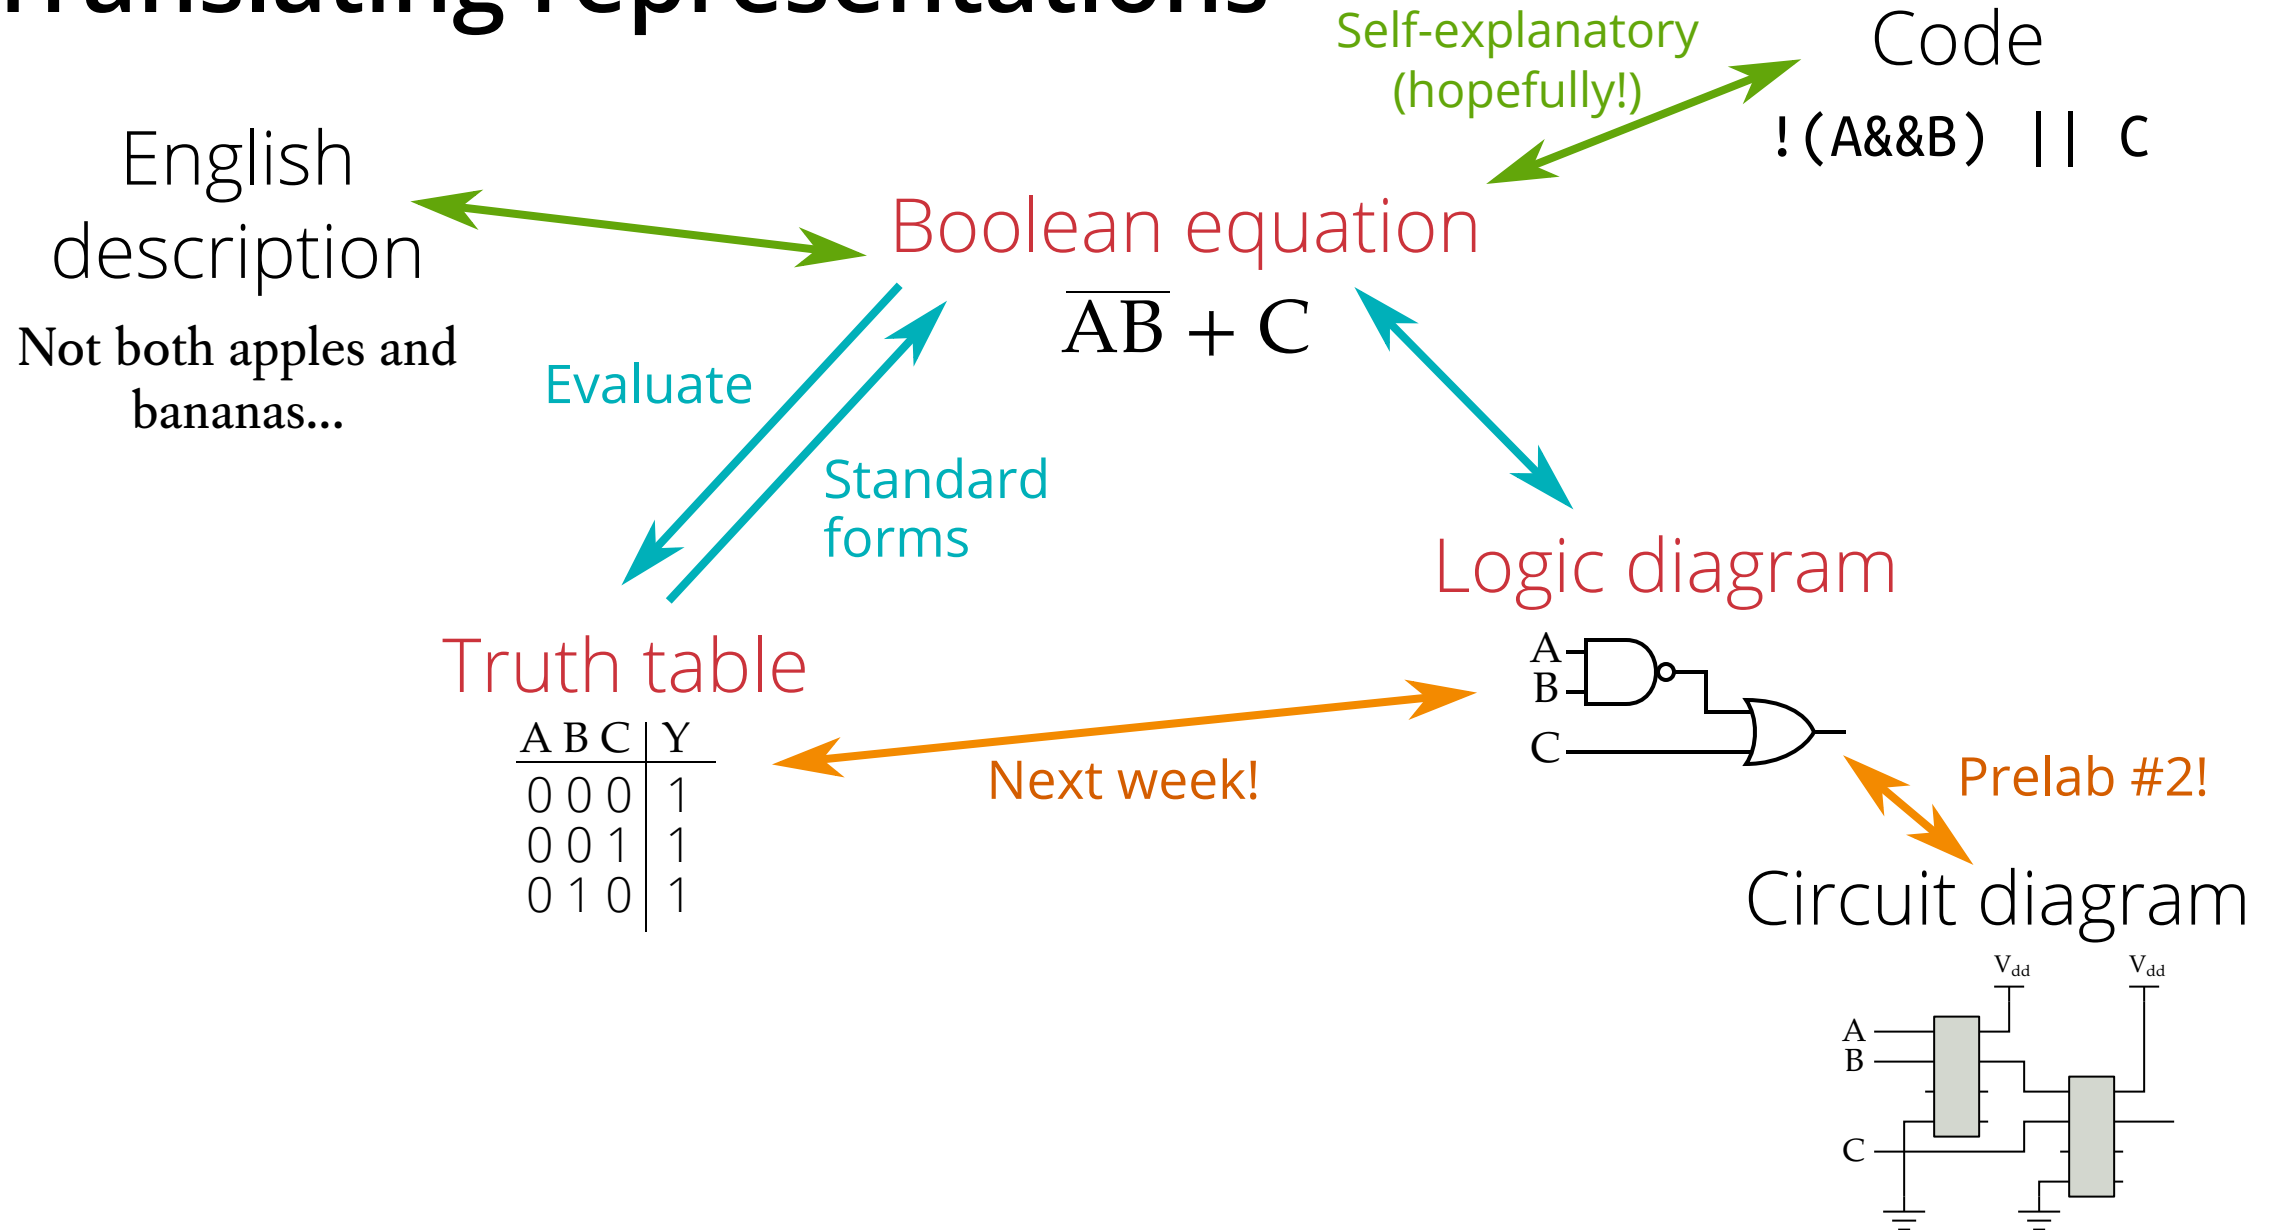 Translating representations
Self-explanatory
(hopefully!)
Code
!(A&&B) || C
English
description
Not both apples and
bananas...
Boolean equation
A̅B̅ + C
Evaluate
Standard
forms
Truth table
A B C Y
0 0 0 1
0 0 1 1
0 1 0 1
Next week!
Logic diagram
A
B
C
Prelab #2!
Circuit diagram
Vdd Vdd
A
B
C